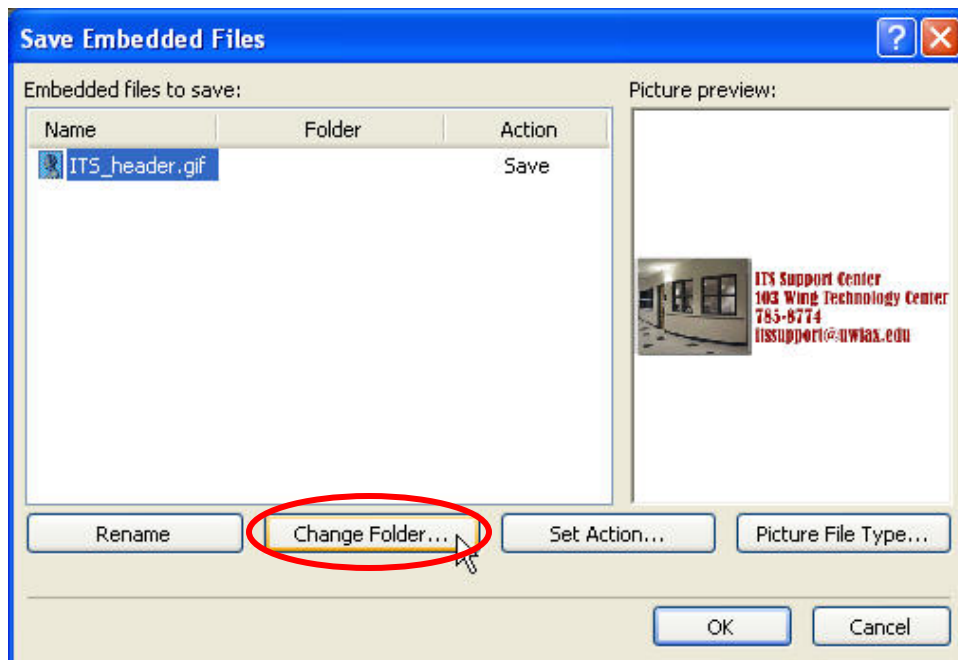 Save Embedded Files
?
Embedded files to save:
Picture preview:
Name Folder Action
ITS_header.gif Save
ITS Support Center
103 Wing Technology Center
785-8774
itssupport@uwlax.edu
Rename Change Folder... Set Action... Picture File Type...
OK Cancel